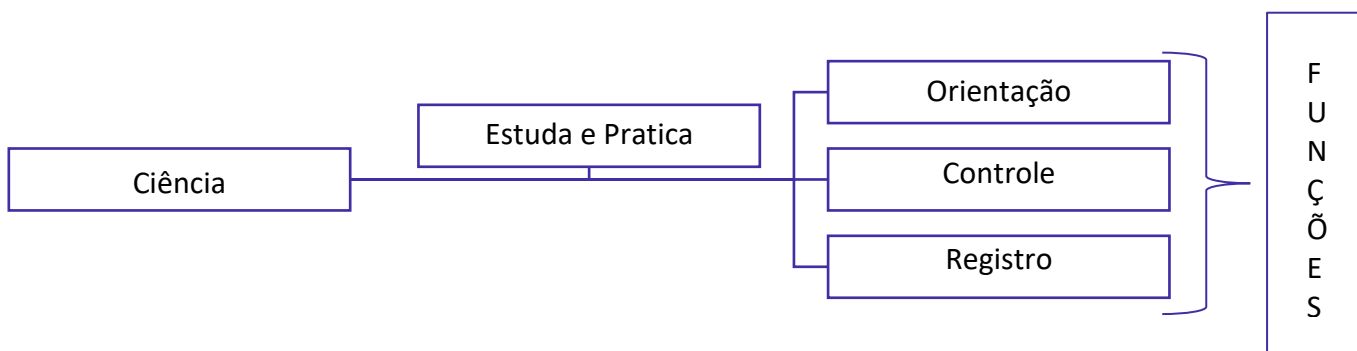 Ciência
Estuda e Pratica
Orientação
Controle
Registro
F
U
N
Ç
Õ
E
S